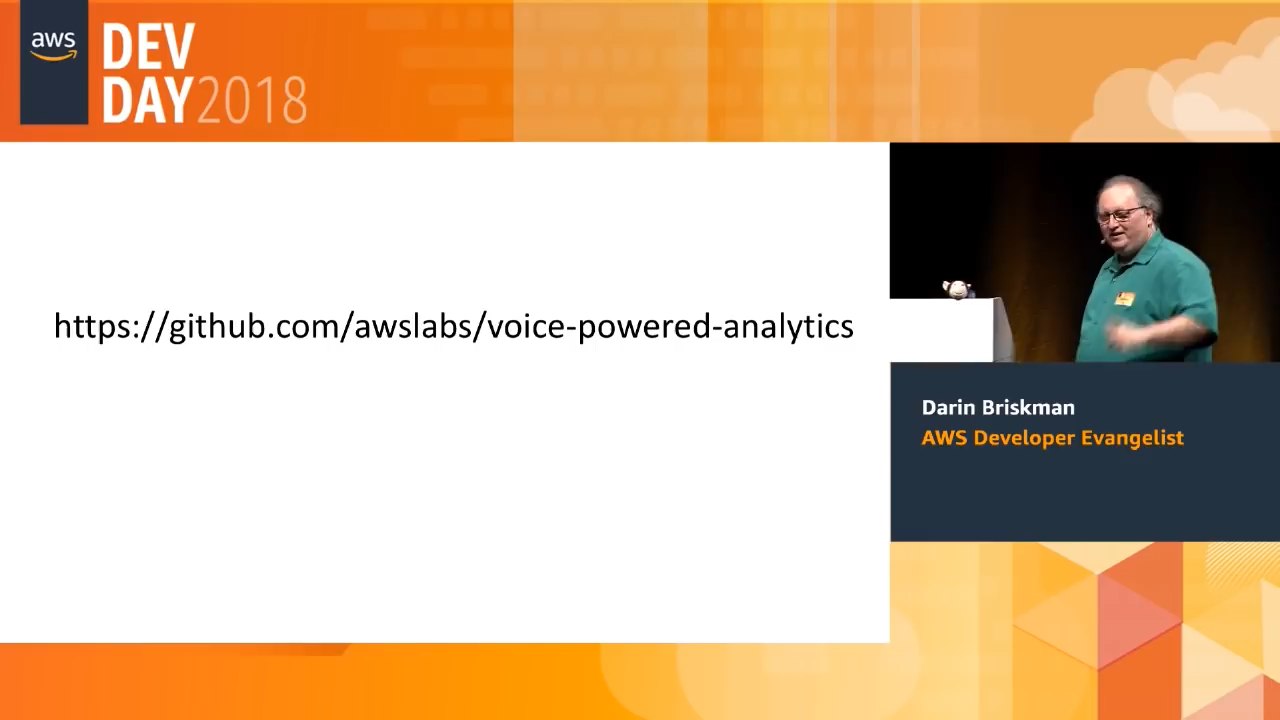 aws
DEV
DAY2018
https://github.com/awslabs/voice-powered-analytics
Darin Briskman
AWS Developer Evangelist